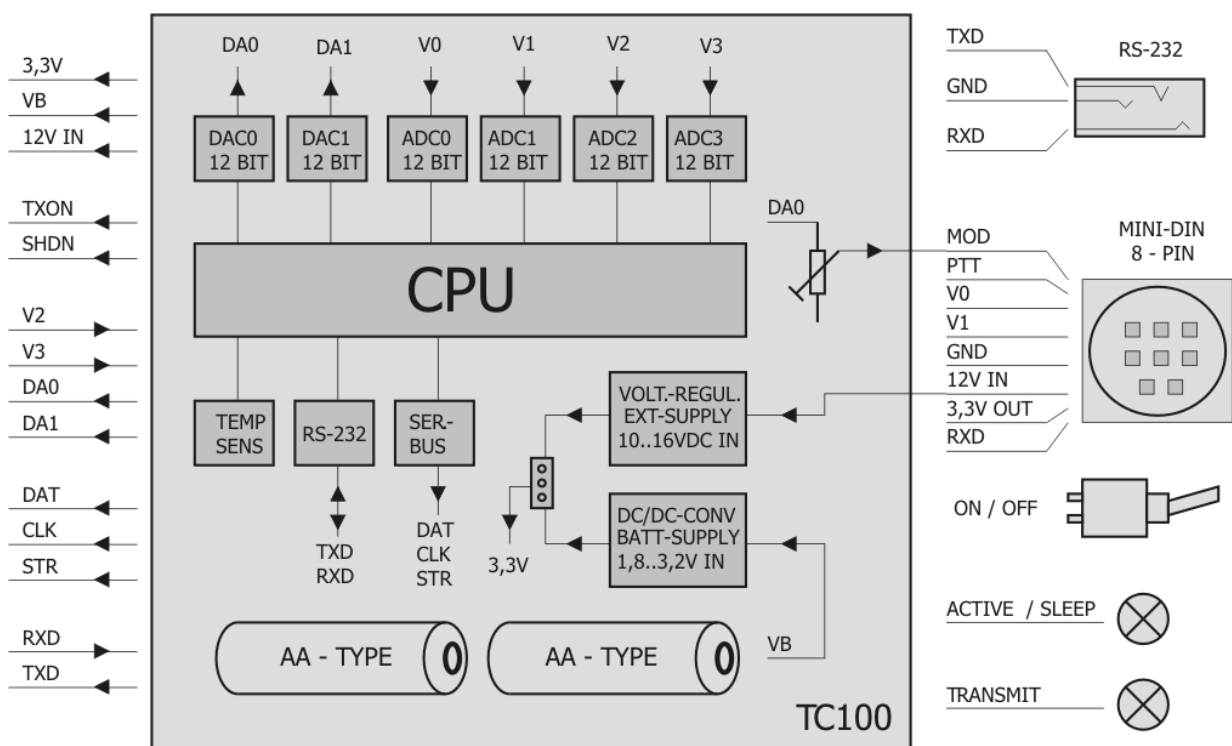 3,3V
VB
12V IN
TXON
SHDN
V2
V3
DA0
DA1
DAT
CLK
STR
RXD
TXD
DA0
DA1
V0
V1
V2
V3
DAC0
12 BIT
DAC1
12 BIT
ADC0
12 BIT
ADC1
12 BIT
ADC2
12 BIT
ADC3
12 BIT
CPU
DA0
TEMP
SENS
RS-232
SER.-
BUS
TXD
RXD
DAT
CLK
STR
VOLT.-REGUL.
EXT-SUPPLY
10..16VDC IN
DC/DC-CONV
BATT-SUPPLY
1,8..3,2V IN
3,3V
AA - TYPE
AA - TYPE
VB
TC100
TXD
GND
RXD
RS-232
MOD
PTT
V0
V1
GND
12V IN
3,3V OUT
RXD
MINI-DIN
8 - PIN
ON / OFF
ACTIVE / SLEEP
TRANSMIT